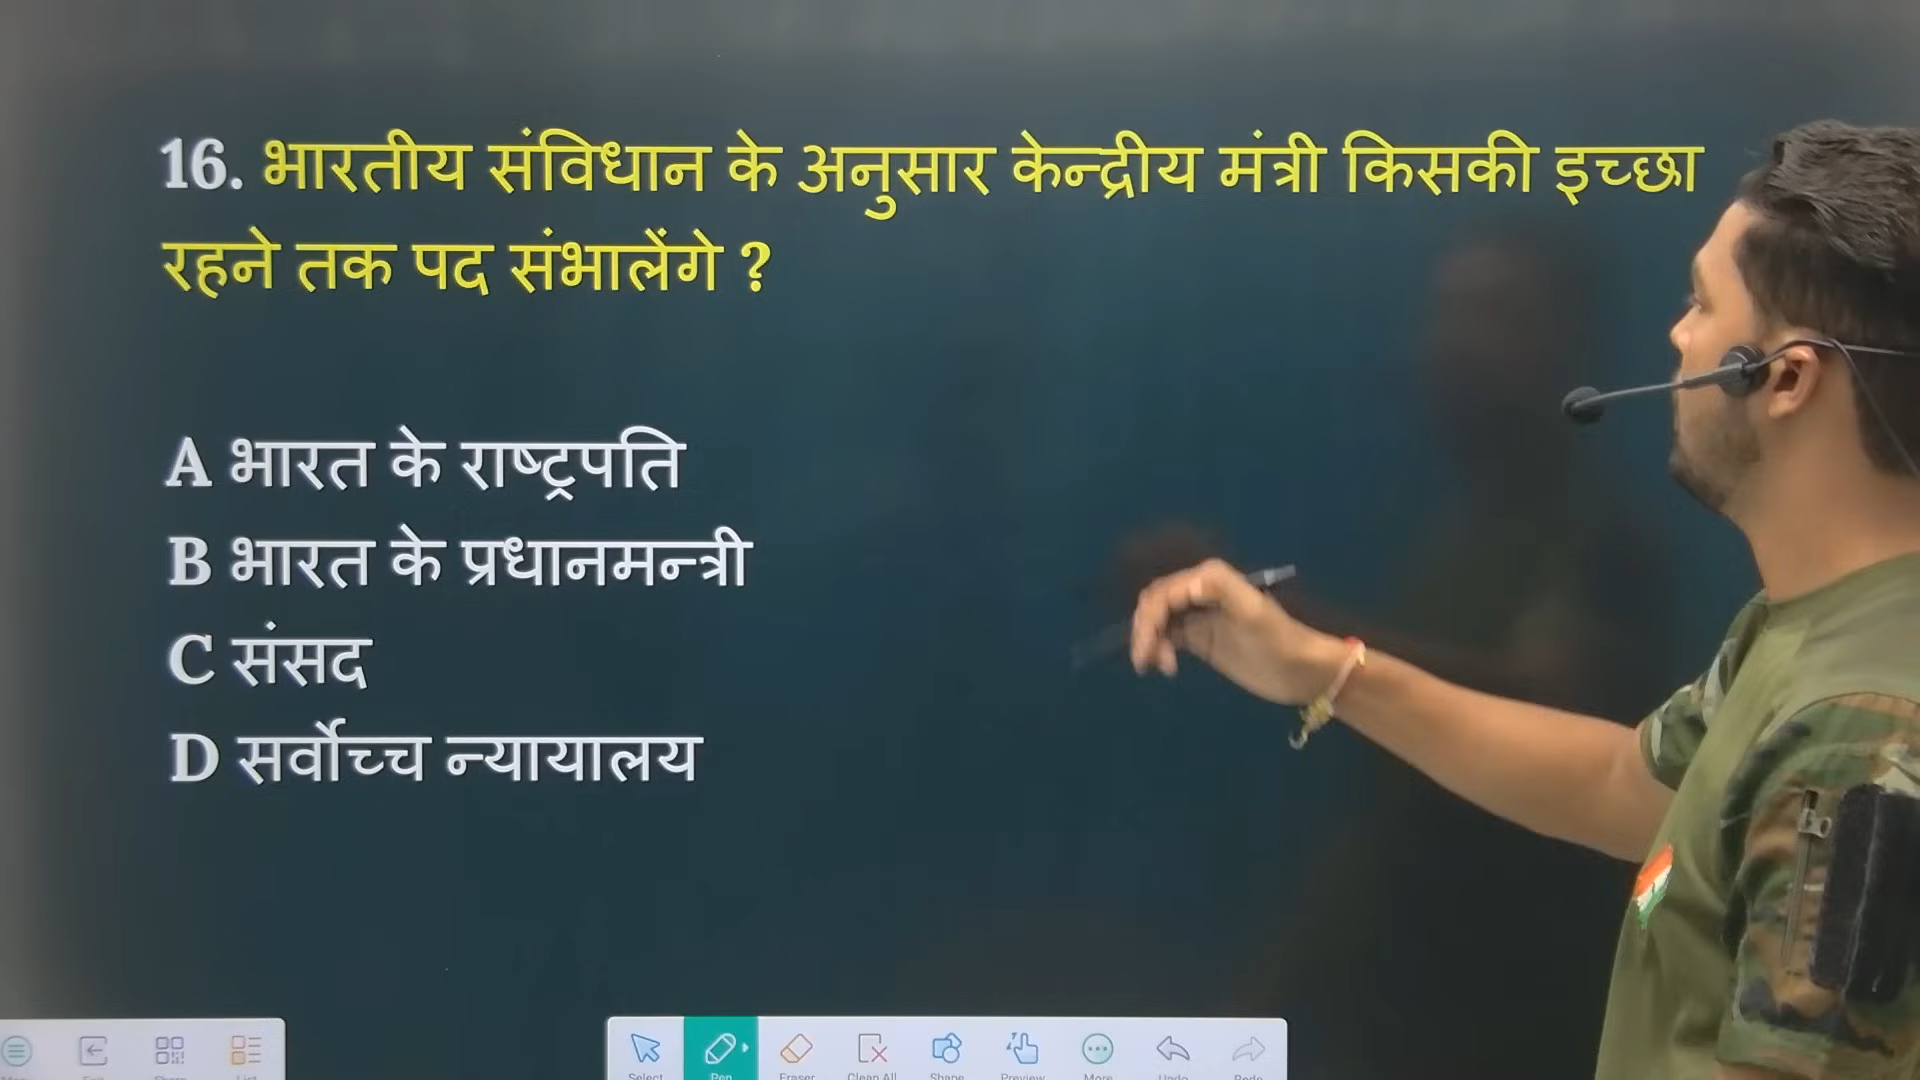 16. भारतीय संविधान के अनुसार केन्द्रीय मंत्री किसकी इच्छा
रहने तक पद संभालेंगे ?
A भारत के राष्ट्रपति
B भारत के प्रधानमन्त्री
C संसद
D सर्वोच्च न्यायालय
Select Pen Eraser Clean All Shape Preview More Undo Redo